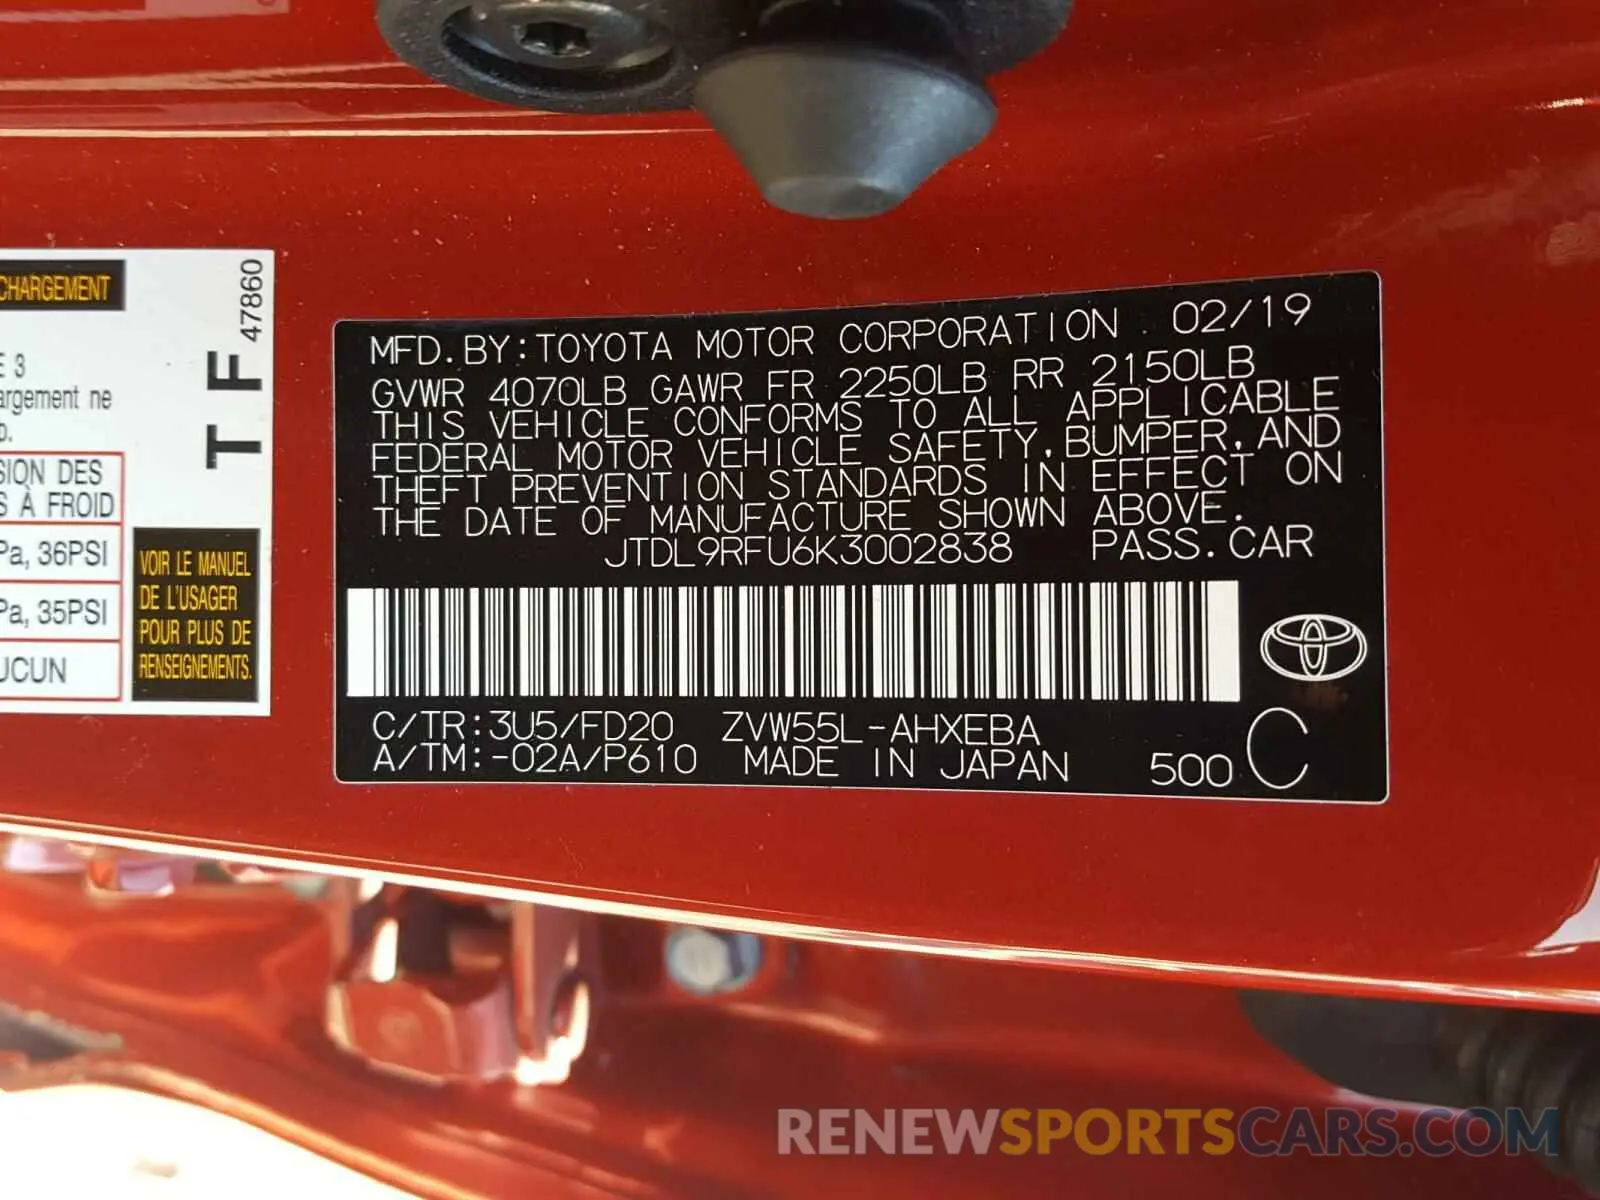 CHARGEMENT
47860
T F
E 3
argement ne
SION DES
S À FROID
Pa, 36PSI
Pa, 35PSI
UCUN
VOIR LE MANUEL
DE L'USAGER
POUR PLUS DE
RENSEIGNEMENTS.
MFD. BY: TOYOTA MOTOR CORPORATION 02/19
GVWR 4070LB GAWR FR 2250LB RR 2150LB
THIS VEHICLE CONFORMS TO ALL APPLICABLE
FEDERAL MOTOR VEHICLE SAFETY, BUMPER, AND
THEFT PREVENTION STANDARDS IN EFFECT ON
THE DATE OF MANUFACTURE SHOWN ABOVE.
JTDL9RFU6K3002838 PASS. CAR
C/TR: 3U5/FD20 ZVW55L-AHXEBA
A/TM: -02A/P610 MADE IN JAPAN 500 C
RENEWSPORTSCARS.COM